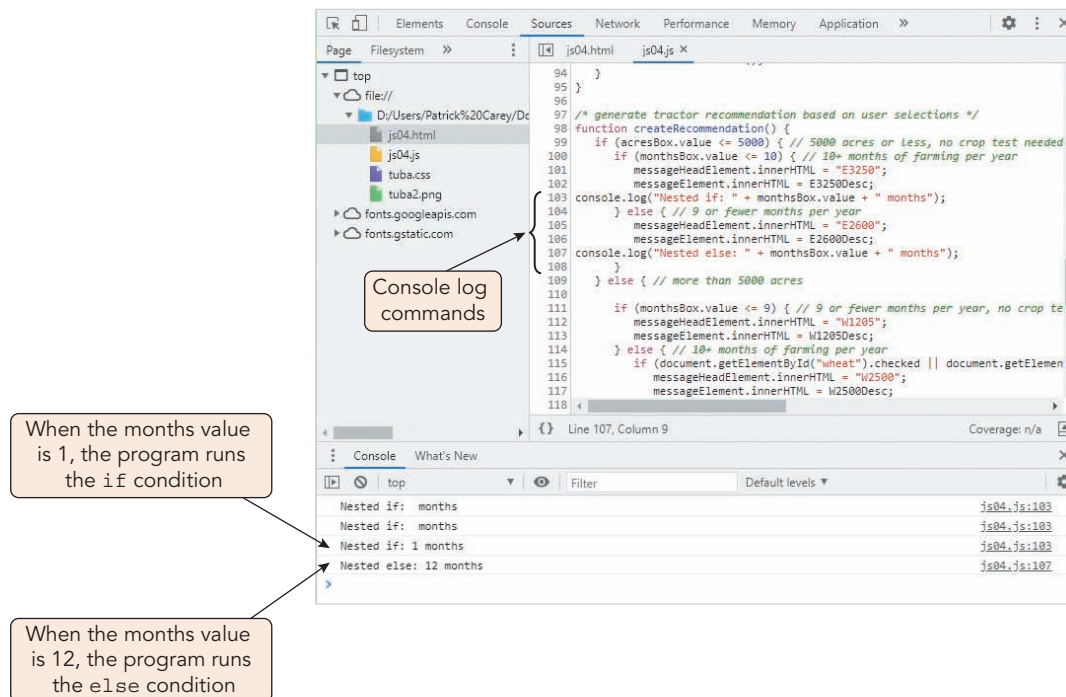 Elements Console Sources Network Performance Memory Application »
Page Filesystem »
js04.html js04.js ×
top
file://
D:/Users/Patrick%20Carey/Do
js04.html
js04.js
tuba.css
tuba2.png
fonts.googleapis.com
fonts.gstatic.com
94 }
95 }
96
97 /* generate tractor recommendation based on user selections */
98 function createRecommendation() {
99 if (acresBox.value <= 5000) { // 5000 acres or less, no crop test needed
100 if (monthsBox.value <= 10) { // 10+ months of farming per year
101 messageHeadElement.innerHTML = "E3250";
102 messageElement.innerHTML = E3250Desc;
103 console.log("Nested if: " + monthsBox.value + " months");
104 } else { // 9 or fewer months per year
105 messageHeadElement.innerHTML = "E2600";
106 messageElement.innerHTML = E2600Desc;
107 console.log("Nested else: " + monthsBox.value + " months");
108 }
109 } else { // more than 5000 acres
110
111 if (monthsBox.value <= 9) { // 9 or fewer months per year, no crop te
112 messageHeadElement.innerHTML = "W1205";
113 messageElement.innerHTML = W1205Desc;
114 } else { // 10+ months of farming per year
115 if (document.getElementById("wheat").checked || document.getElemen
116 messageHeadElement.innerHTML = "W2500";
117 messageElement.innerHTML = W2500Desc;
118
Console log
commands
{} Line 107, Column 9 Coverage: n/a
Console What's New
top Filter Default levels ▼
Nested if: months js04.js:103
Nested if: months js04.js:103
Nested if: 1 months js04.js:103
Nested else: 12 months js04.js:107
>
When the months value
is 1, the program runs
the if condition
When the months value
is 12, the program runs
the else condition